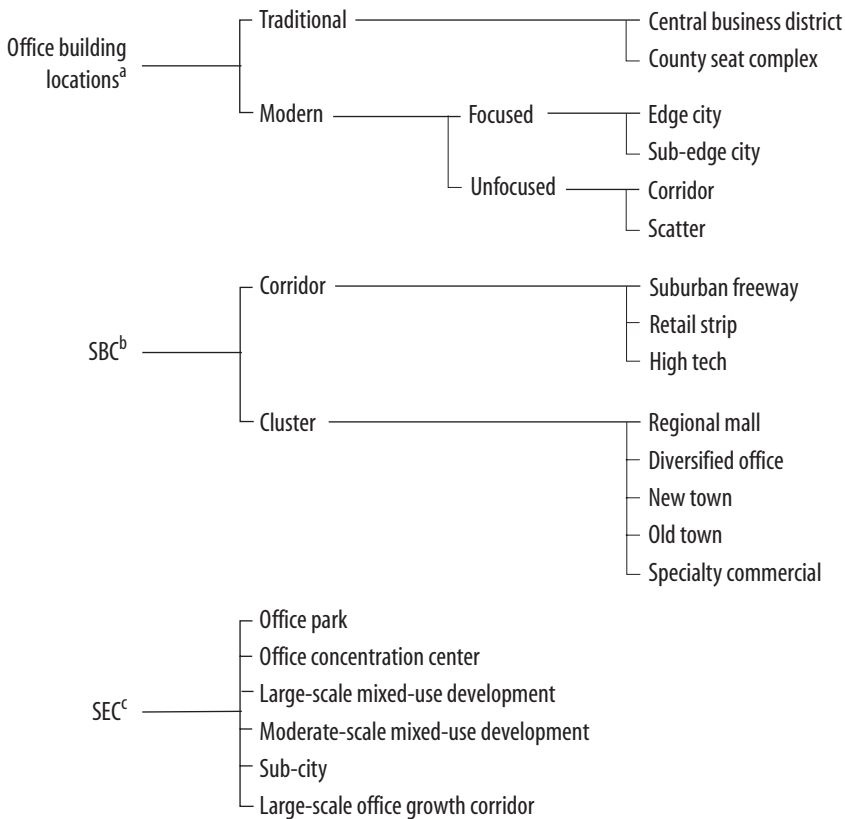 Office building
locationsᵃ
Traditional
Central business district
County seat complex
Modern
Focused
Edge city
Sub-edge city
Unfocused
Corridor
Scatter
SBCᵇ
Corridor
Suburban freeway
Retail strip
High tech
Cluster
Regional mall
Diversified office
New town
Old town
Specialty commercial
SECᶜ
Office park
Office concentration center
Large-scale mixed-use development
Moderate-scale mixed-use development
Sub-city
Large-scale office growth corridor